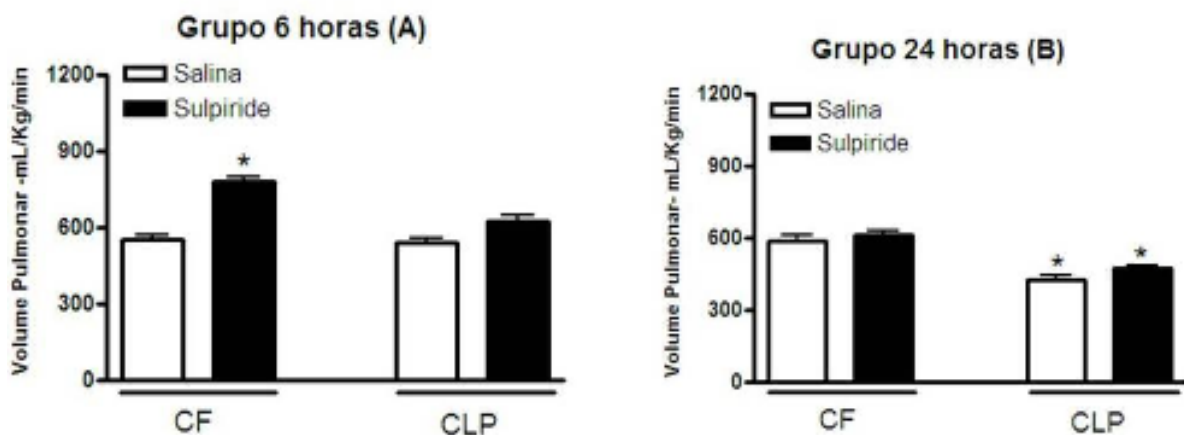 Grupo 6 horas (A)
Volume Pulmonar -mL/Kg/min
1200
900
600
300
0
Salina
Sulpiride
*
CF
CLP
Grupo 24 horas (B)
Volume Pulmonar- mL/Kg/min
1200
900
600
300
0
Salina
Sulpiride
*
*
CF
CLP